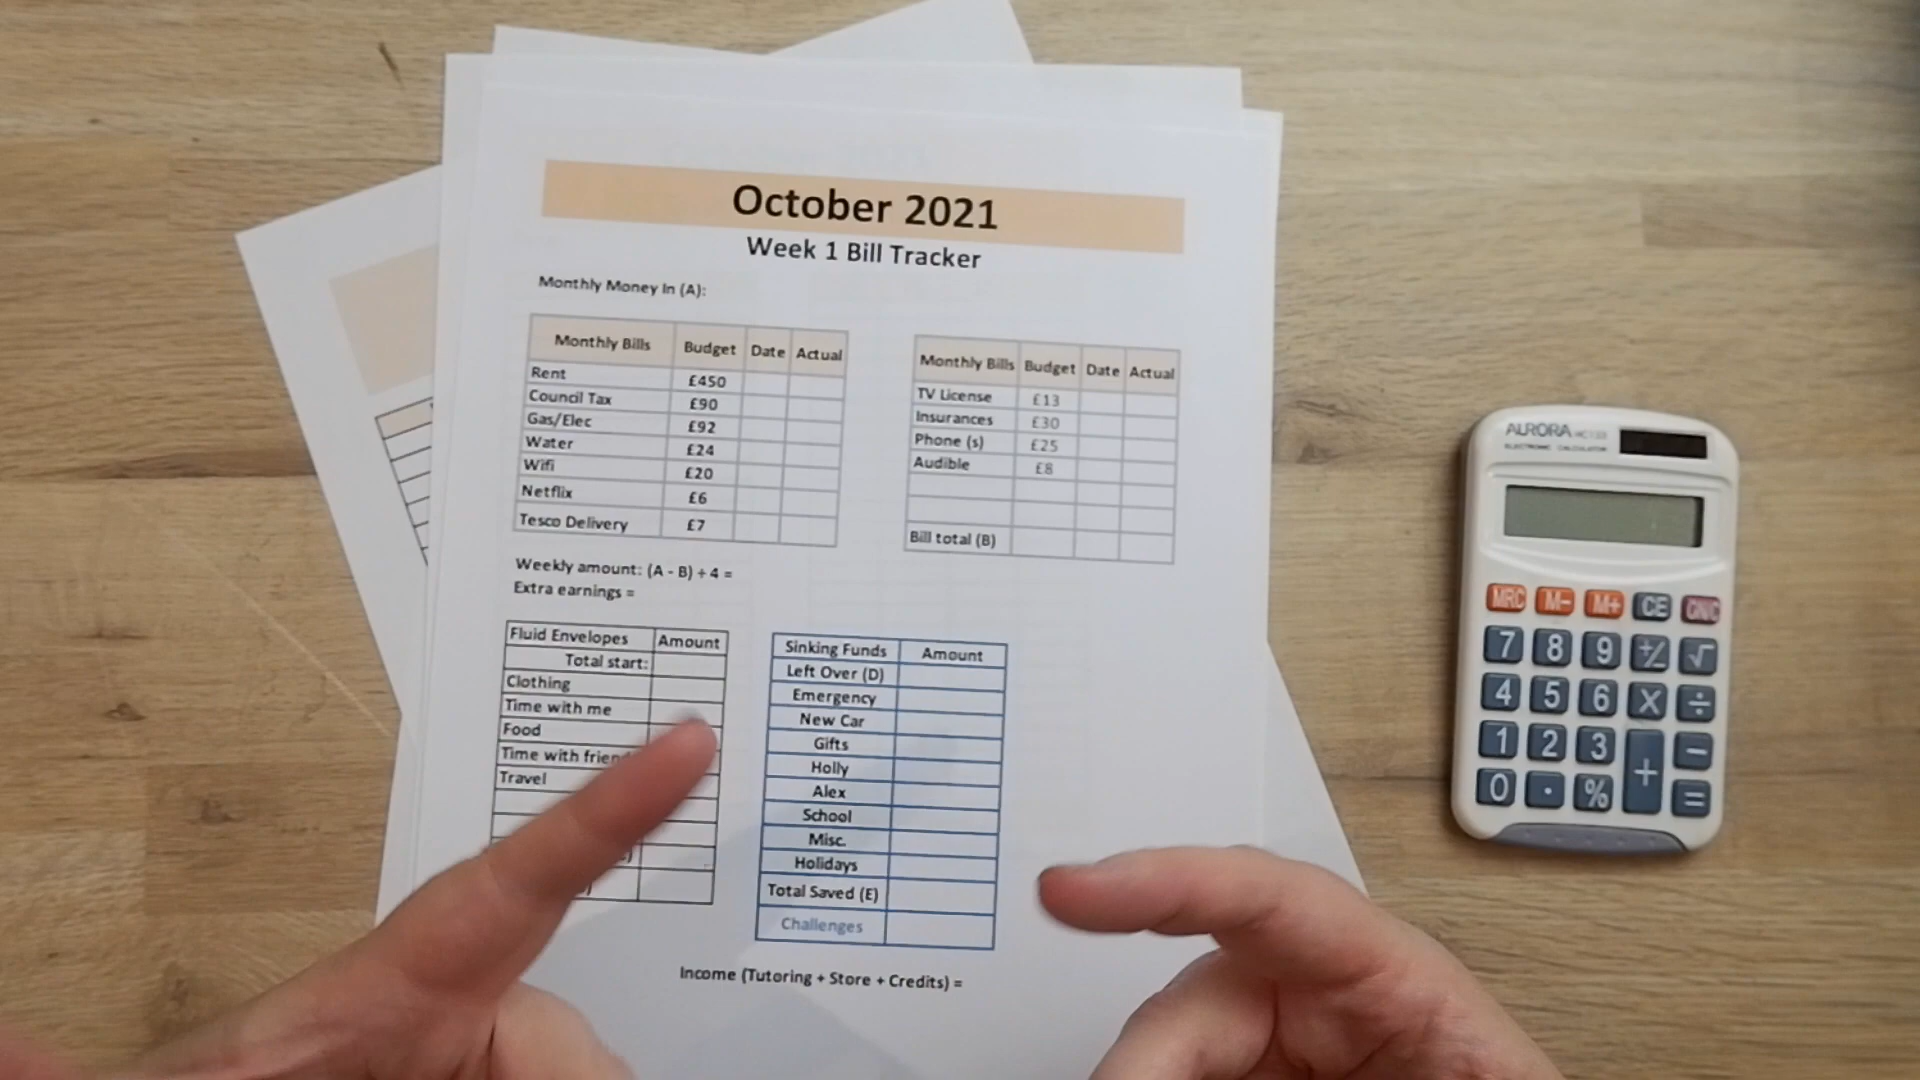 October 2021
Week 1 Bill Tracker
Monthly Money In (A):
Monthly Bills Budget Date Actual
Rent £450
Council Tax £90
Gas/Elec £92
Water £24
Wifi £20
Netflix £6
Tesco Delivery £7
Monthly Bills Budget Date Actual
TV License £13
Insurances £30
Phone (s) £25
Audible £8
Bill total (B)
Weekly amount: (A - B) ÷ 4 =
Extra earnings =
Fluid Envelopes Amount
Total start:
Clothing
Time with me
Food
Time with
Travel
Sinking Funds Amount
Left Over (D)
Emergency
New Car
Gifts
Holly
Alex
School
Misc.
Holidays
Total Saved (E)
Challenges
Income (Tutoring + Store + Credits) =
AURORA
ELECTRONIC CALCULATOR
MRC M− M+ CE ON/C
7 8 9 +/− √
4 5 6 X ÷
1 2 3 + −
0 · % =